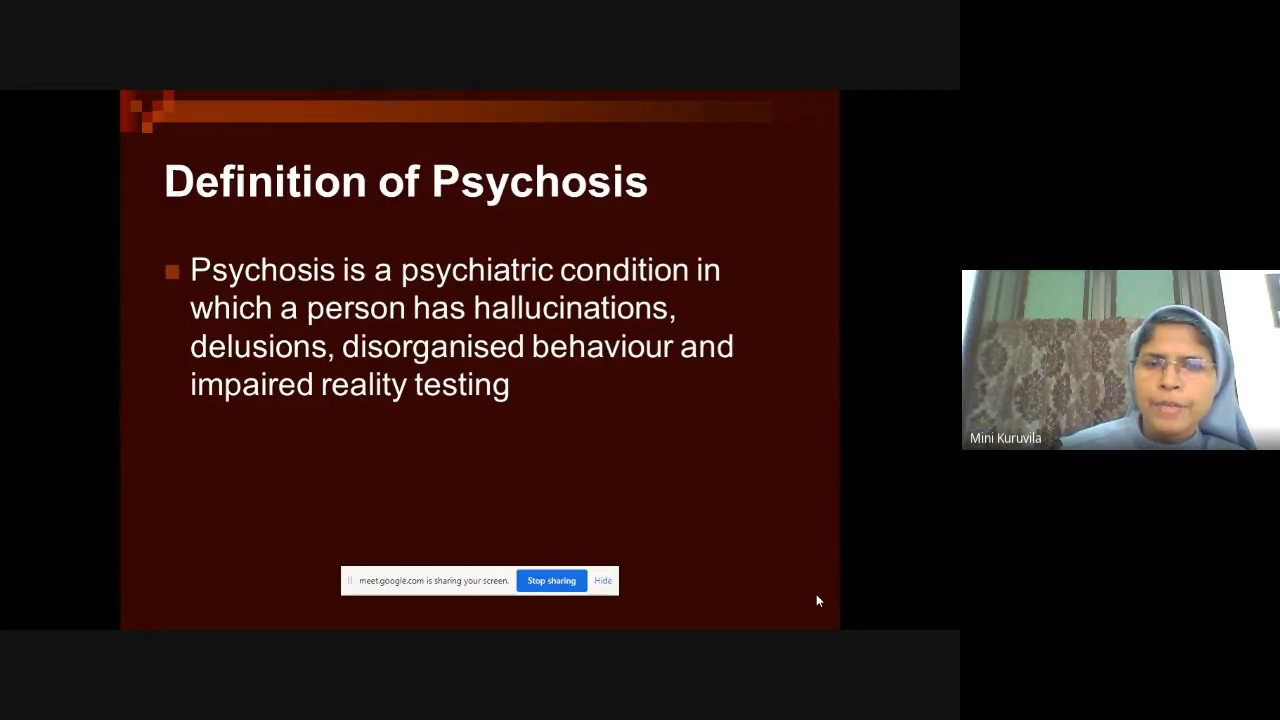 Definition of Psychosis
Psychosis is a psychiatric condition in
which a person has hallucinations,
delusions, disorganised behaviour and
impaired reality testing
Mini Kuruvila
meet.google.com is sharing your screen.
Stop sharing
Hide